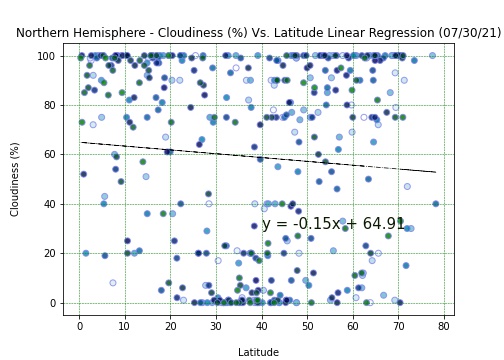 Northern Hemisphere - Cloudiness (%) Vs. Latitude Linear Regression (07/30/21)
100
80
60
40
20
0
Cloudiness (%)
y = -0.15x + 64.91
0 10 20 30 40 50 60 70 80
Latitude